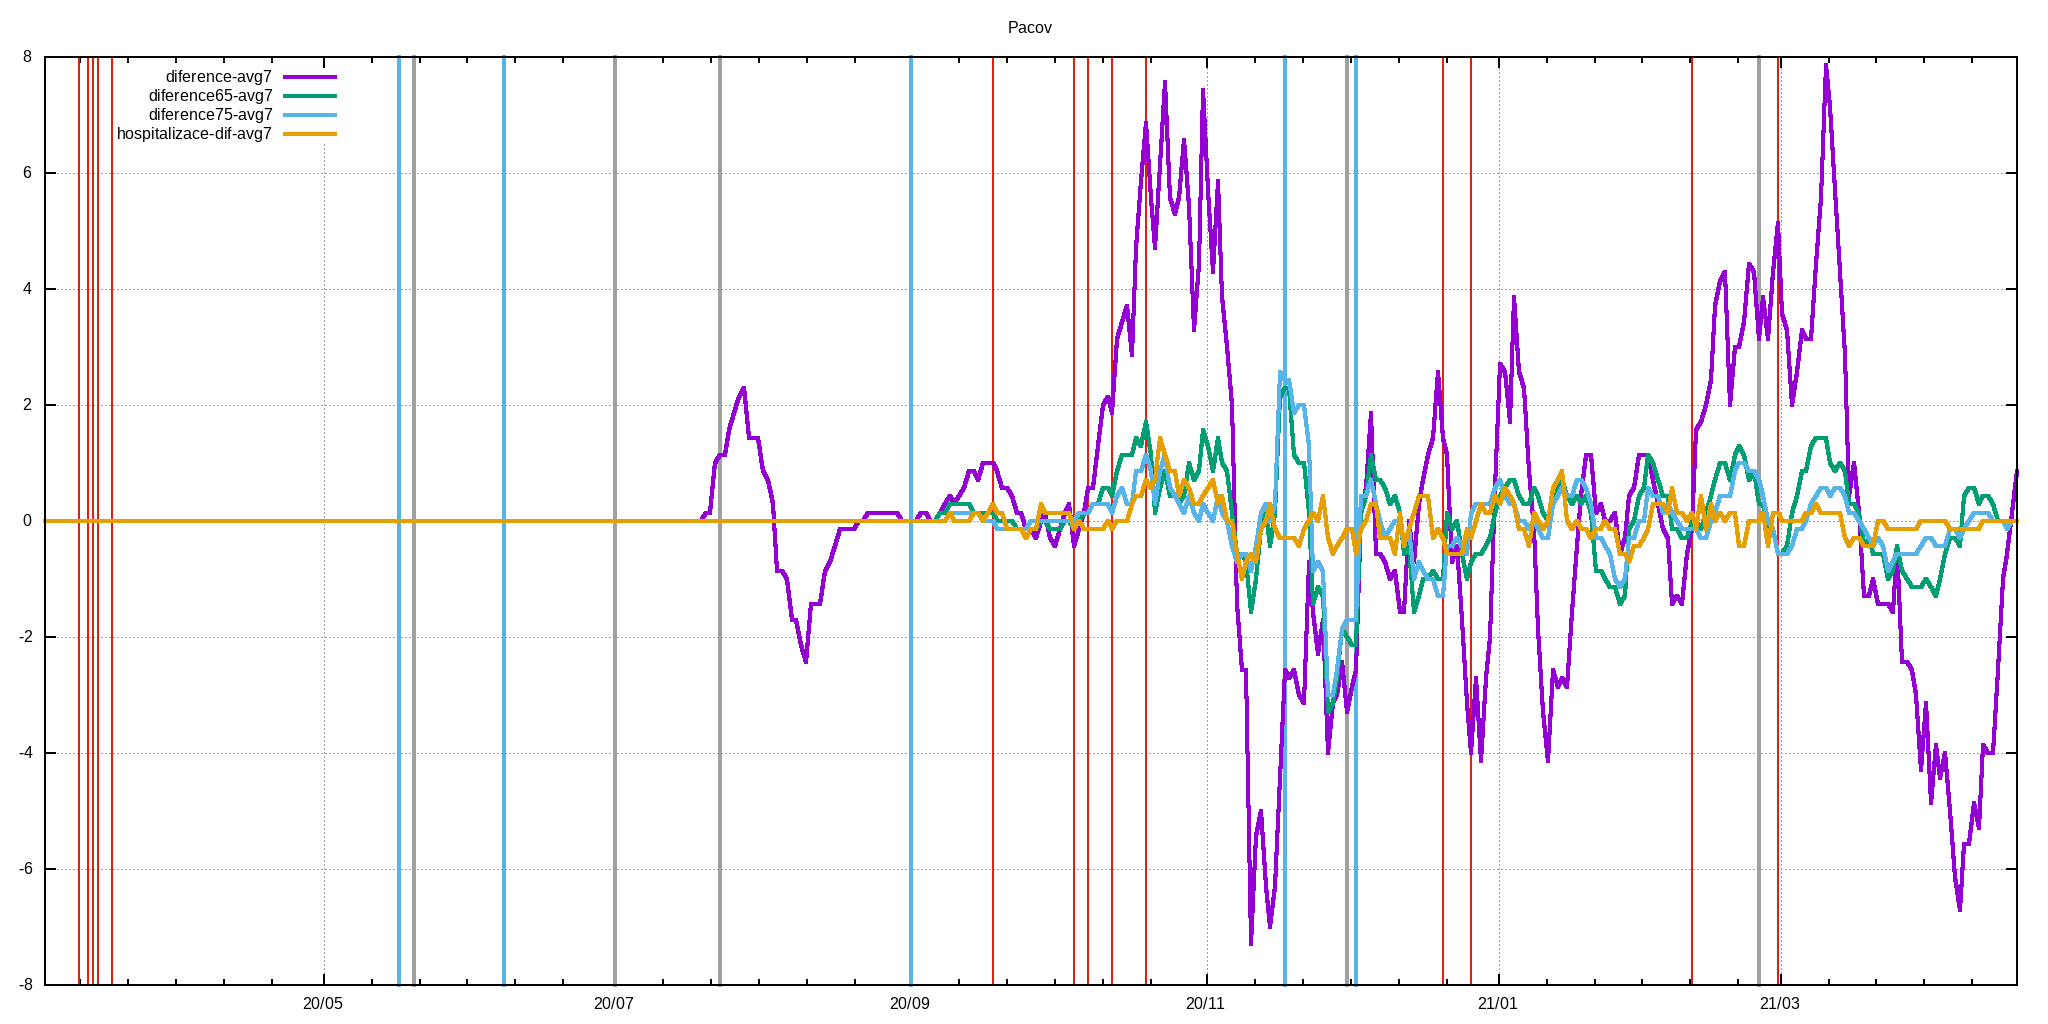 Pacov
diference-avg7
diference65-avg7
diference75-avg7
hospitalizace-dif-avg7
8
6
4
2
0
-2
-4
-6
-8
20/05 20/07 20/09 20/11 21/01 21/03